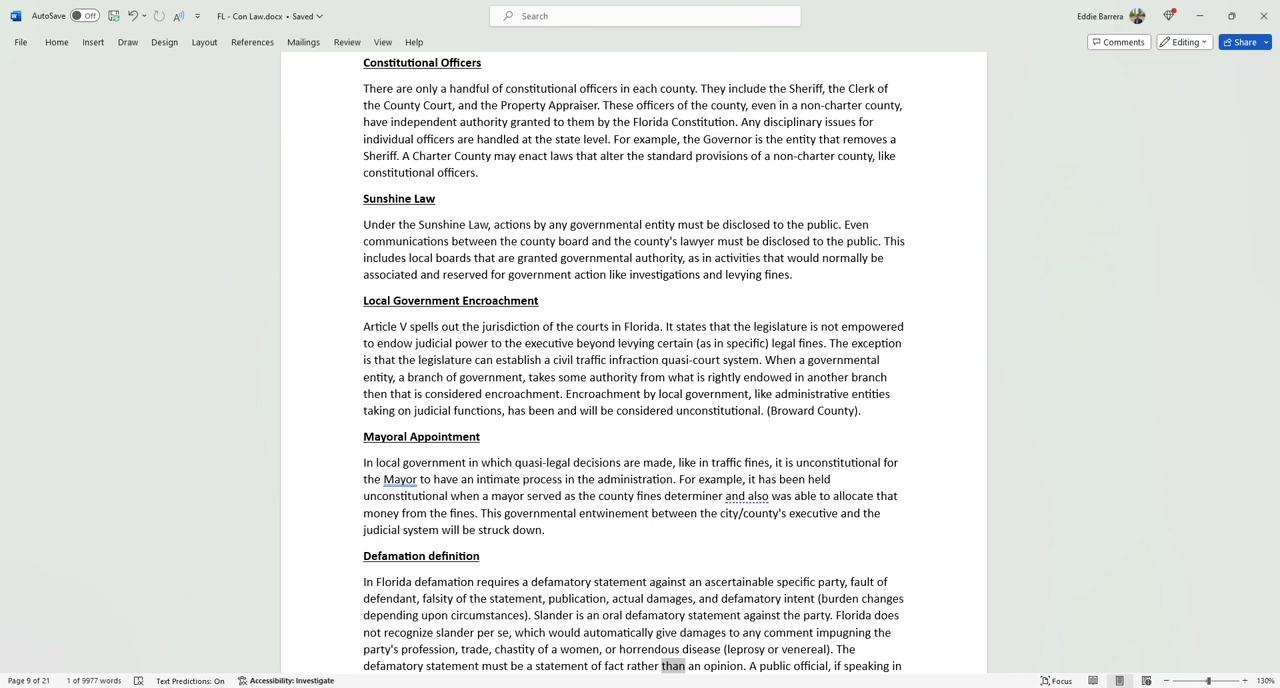 AutoSave Off FL - Con Law.docx • Saved Search Eddie Barrera
File Home Insert Draw Design Layout References Mailings Review View Help Comments Editing Share
Constitutional Officers
There are only a handful of constitutional officers in each county. They include the Sheriff, the Clerk of
the County Court, and the Property Appraiser. These officers of the county, even in a non-charter county,
have independent authority granted to them by the Florida Constitution. Any disciplinary issues for
individual officers are handled at the state level. For example, the Governor is the entity that removes a
Sheriff. A Charter County may enact laws that alter the standard provisions of a non-charter county, like
constitutional officers.
Sunshine Law
Under the Sunshine Law, actions by any governmental entity must be disclosed to the public. Even
communications between the county board and the county's lawyer must be disclosed to the public. This
includes local boards that are granted governmental authority, as in activities that would normally be
associated and reserved for government action like investigations and levying fines.
Local Government Encroachment
Article V spells out the jurisdiction of the courts in Florida. It states that the legislature is not empowered
to endow judicial power to the executive beyond levying certain (as in specific) legal fines. The exception
is that the legislature can establish a civil traffic infraction quasi-court system. When a governmental
entity, a branch of government, takes some authority from what is rightly endowed in another branch
then that is considered encroachment. Encroachment by local government, like administrative entities
taking on judicial functions, has been and will be considered unconstitutional. (Broward County).
Mayoral Appointment
In local government in which quasi-legal decisions are made, like in traffic fines, it is unconstitutional for
the Mayor to have an intimate process in the administration. For example, it has been held
unconstitutional when a mayor served as the county fines determiner and also was able to allocate that
money from the fines. This governmental entwinement between the city/county's executive and the
judicial system will be struck down.
Defamation definition
In Florida defamation requires a defamatory statement against an ascertainable specific party, fault of
defendant, falsity of the statement, publication, actual damages, and defamatory intent (burden changes
depending upon circumstances). Slander is an oral defamatory statement against the party. Florida does
not recognize slander per se, which would automatically give damages to any comment impugning the
party's profession, trade, chastity of a women, or horrendous disease (leprosy or venereal). The
defamatory statement must be a statement of fact rather than an opinion. A public official, if speaking in
Page 9 of 21 1 of 9977 words Text Predictions: On Accessibility: Investigate Focus 130%